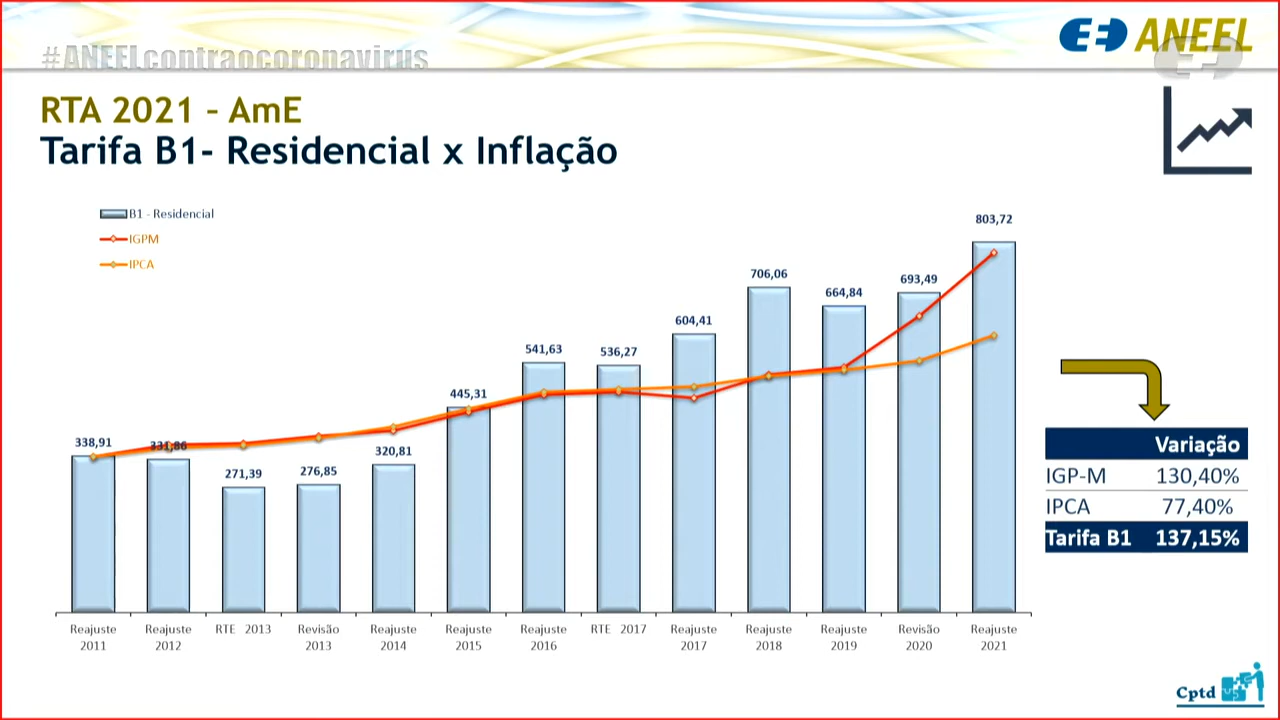 #ANEELcontraocoronavirus
ANEEL
RTA 2021 – AmE
Tarifa B1- Residencial x Inflação
B1 - Residencial
IGPM
IPCA
338,91
331,86
271,39
276,85
320,81
445,31
541,63
536,27
604,41
706,06
664,84
693,49
803,72
Reajuste 2011
Reajuste 2012
RTE 2013
Revisão 2013
Reajuste 2014
Reajuste 2015
Reajuste 2016
RTE 2017
Reajuste 2017
Reajuste 2018
Reajuste 2019
Revisão 2020
Reajuste 2021
Variação
IGP-M 130,40%
IPCA 77,40%
Tarifa B1 137,15%
Cptd